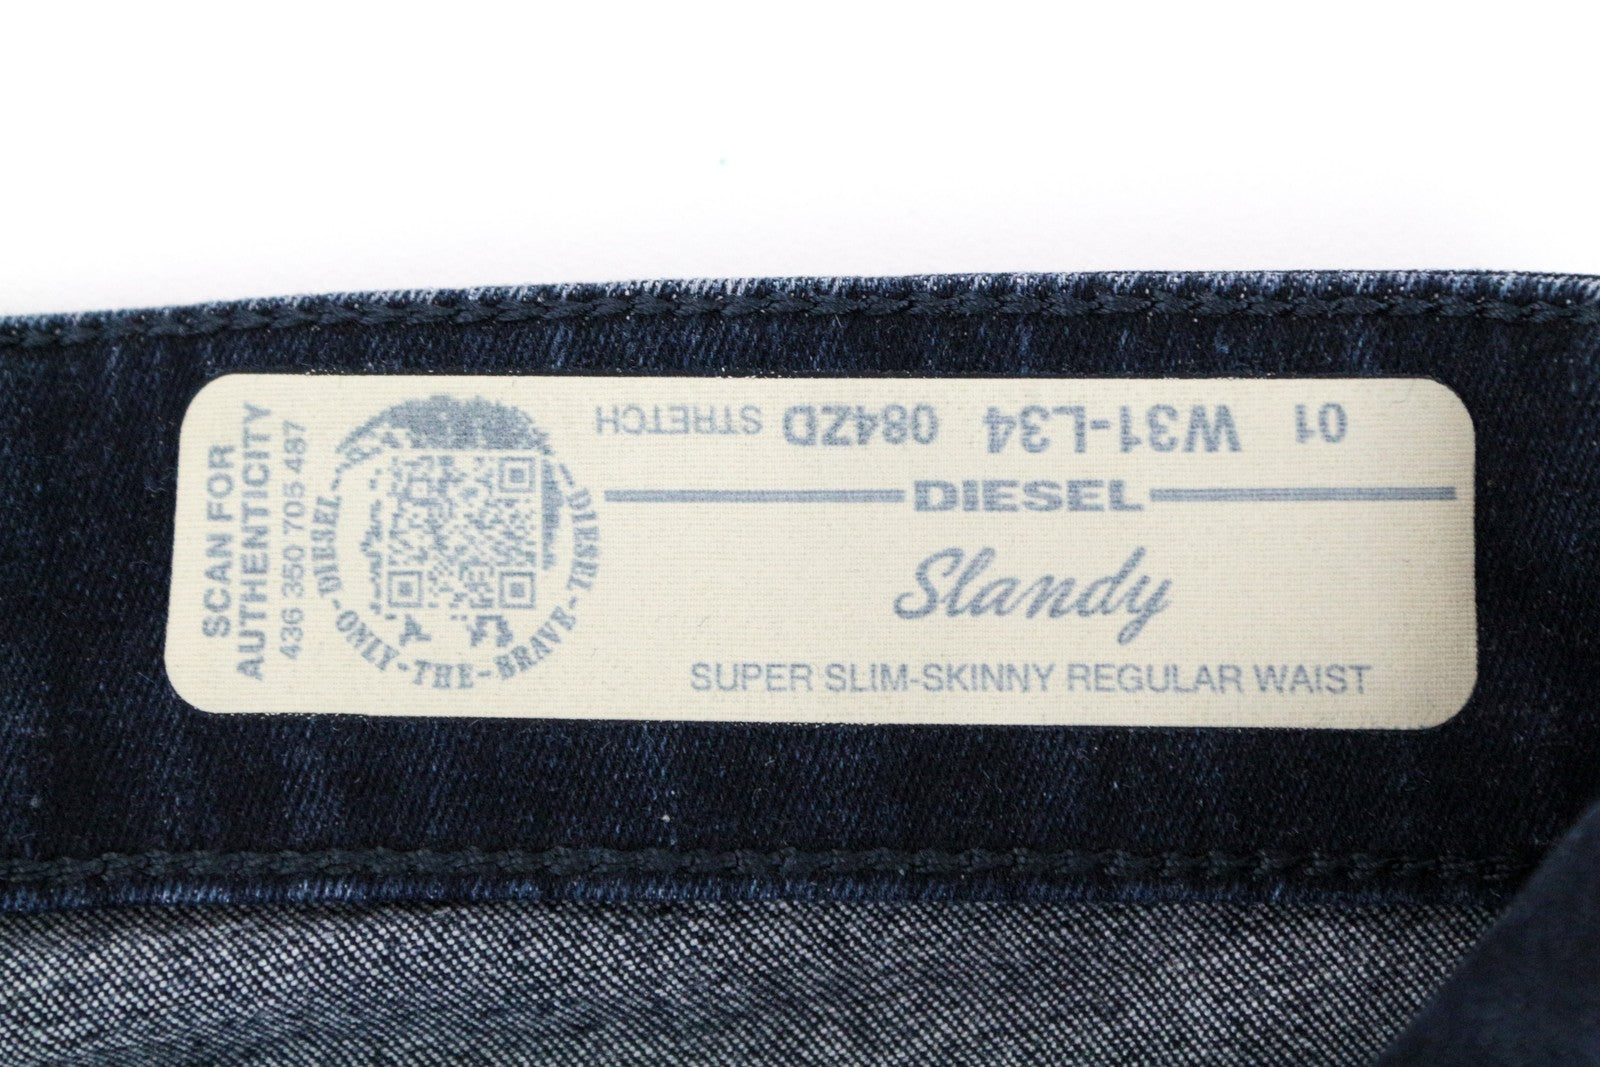 SCAN FOR
AUTHENTICITY
436 350 705 487
DIESEL-ONLY-THE-BRAVE-DIESEL
01 W31-L34 084ZD STRETCH
DIESEL
Slandy
SUPER SLIM-SKINNY REGULAR WAIST